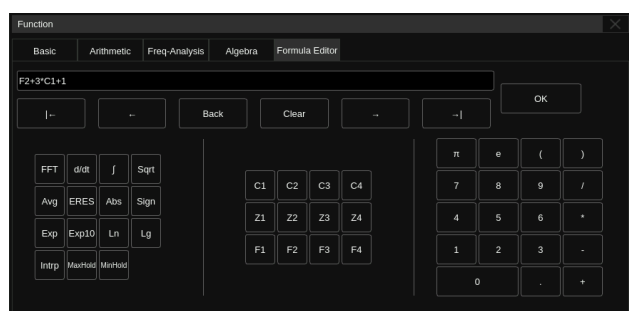 Function
Basic Arithmetic Freq-Analysis Algebra Formula Editor
F2+3*C1+1
OK
|← ← Back Clear → →|
π e ( )
FFT d/dt ∫ Sqrt
C1 C2 C3 C4
7 8 9 /
Avg ERES Abs Sign
Z1 Z2 Z3 Z4
4 5 6 *
Exp Exp10 Ln Lg
F1 F2 F3 F4
1 2 3 -
Intrp MaxHold MinHold
0 . +